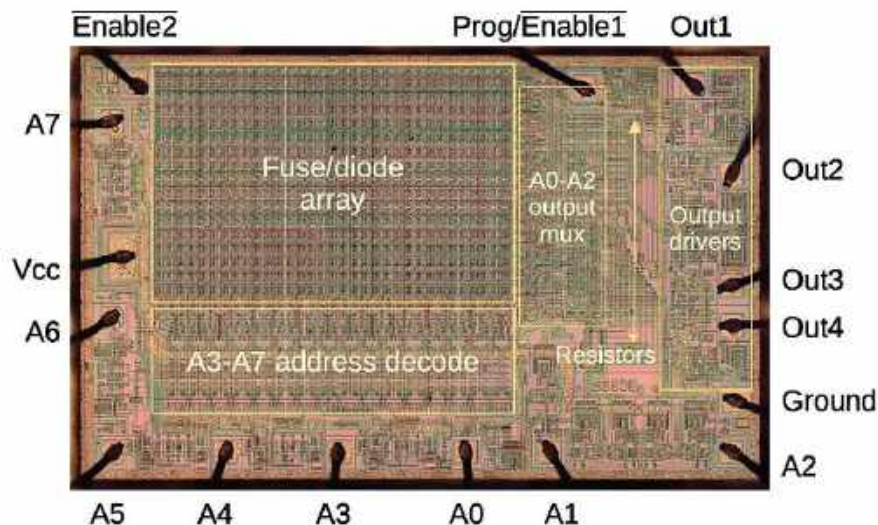 Enable2
Prog/Enable1
Out1
A7
Fuse/diode
array
A0-A2
output
mux
Out2
Output
drivers
Vcc
Out3
A6
Out4
A3-A7 address decode
Resistors
Ground
A2
A5
A4
A3
A0
A1